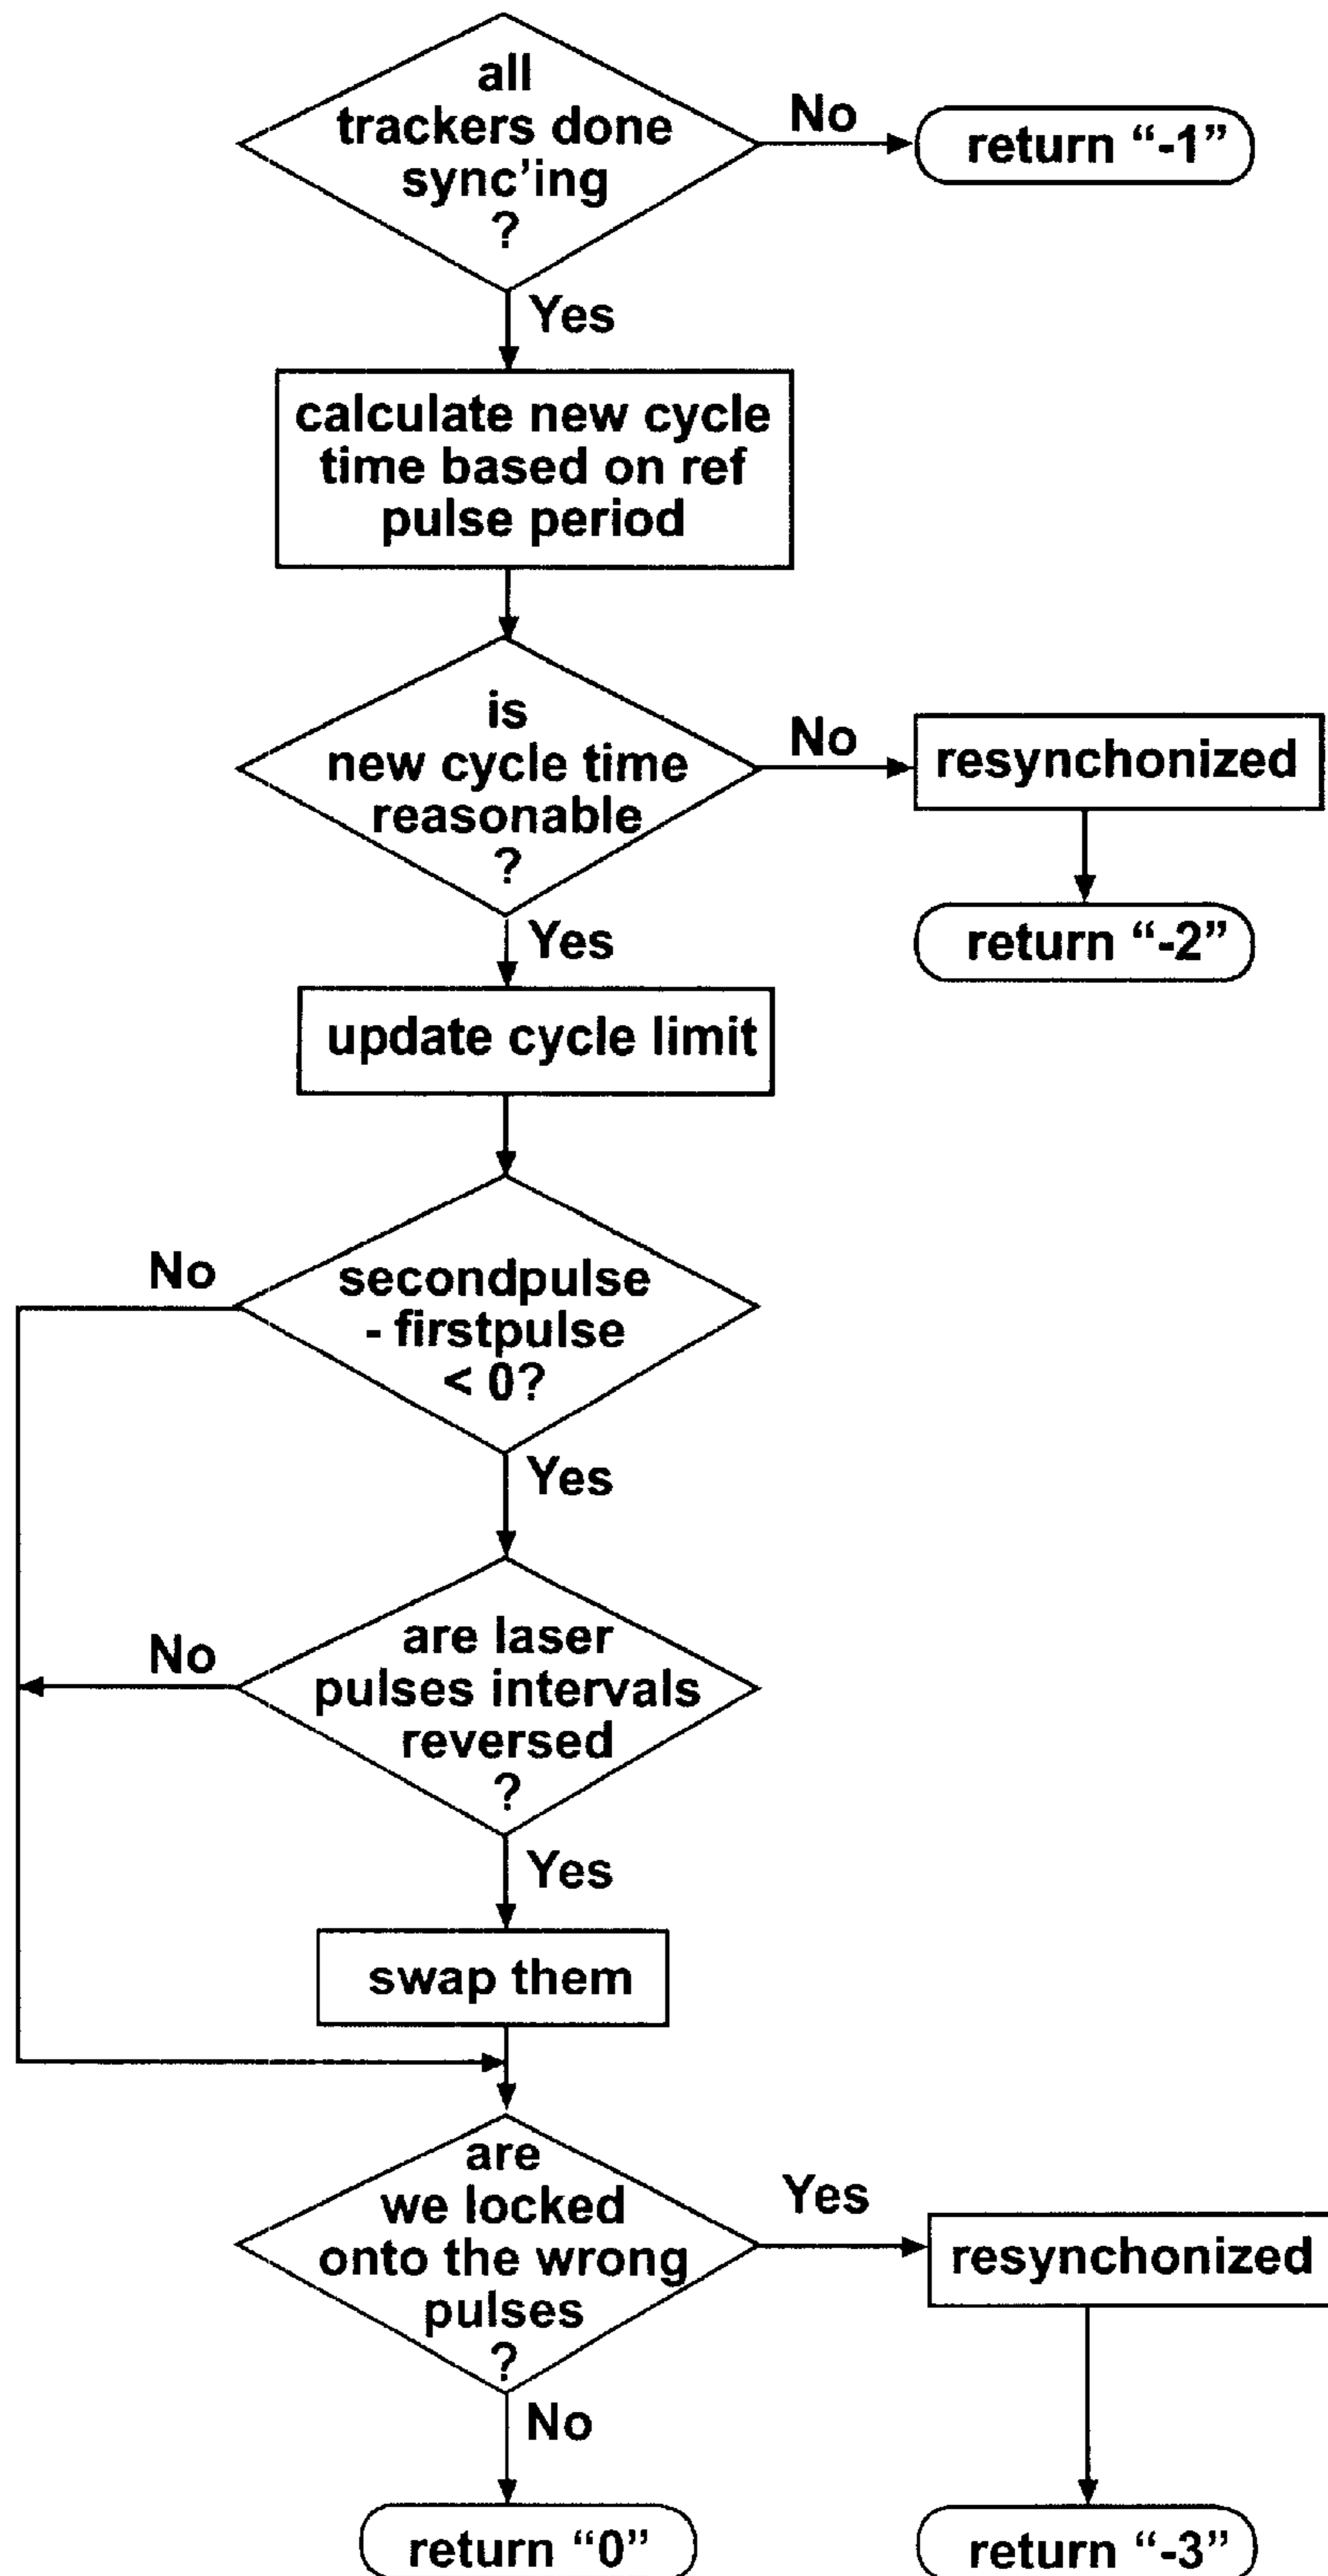 all
trackers done
sync'ing
?
No
return “-1”
Yes
calculate new cycle
time based on ref
pulse period
is
new cycle time
reasonable
?
No
resynchonized
return “-2”
Yes
update cycle limit
No
secondpulse
- firstpulse
< 0?
Yes
No
are laser
pulses intervals
reversed
?
Yes
swap them
are
we locked
onto the wrong
pulses
?
Yes
resynchonized
No
return “0”
return “-3”